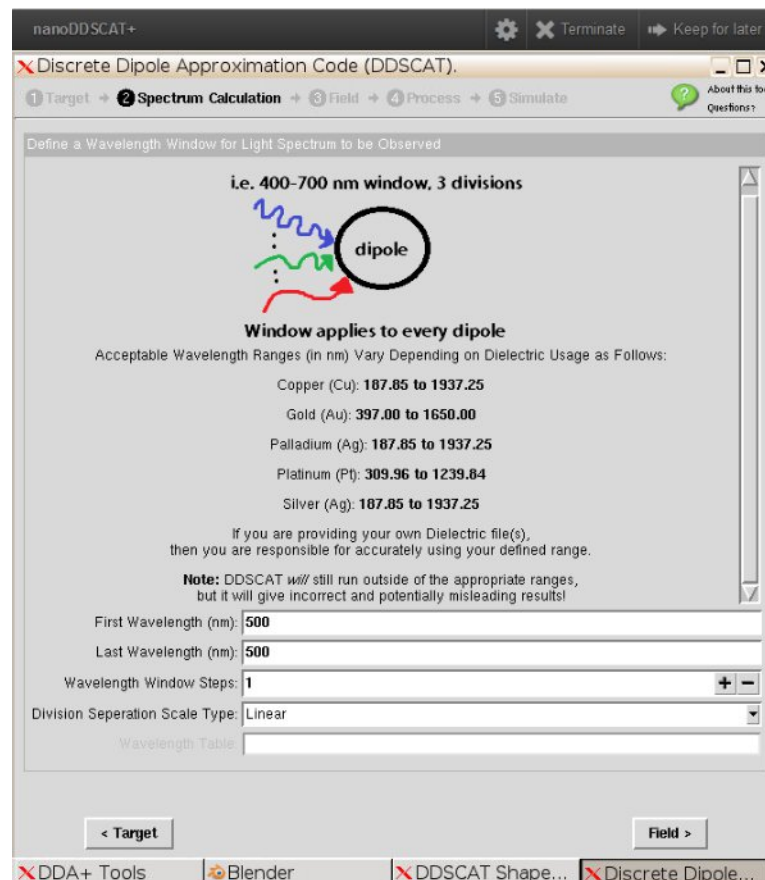 nanoDDSCAT+
Terminate
Keep for later
Discrete Dipole Approximation Code (DDSCAT).
1 Target → 2 Spectrum Calculation → 3 Field → 4 Process → 5 Simulate
?
About this to
Questions?
Define a Wavelength Window for Light Spectrum to be Observed
i.e. 400-700 nm window, 3 divisions
dipole
Window applies to every dipole
Acceptable Wavelength Ranges (in nm) Vary Depending on Dielectric Usage as Follows:
Copper (Cu): 187.85 to 1937.25
Gold (Au): 397.00 to 1650.00
Palladium (Ag): 187.85 to 1937.25
Platinum (Pt): 309.96 to 1239.84
Silver (Ag): 187.85 to 1937.25
If you are providing your own Dielectric file(s),
then you are responsible for accurately using your defined range.
Note: DDSCAT will still run outside of the appropriate ranges,
but it will give incorrect and potentially misleading results!
First Wavelength (nm): 500
Last Wavelength (nm): 500
Wavelength Window Steps: 1
Division Seperation Scale Type: Linear
Wavelength Table:
< Target
Field >
DDA+ Tools
Blender
DDSCAT Shape...
Discrete Dipole...